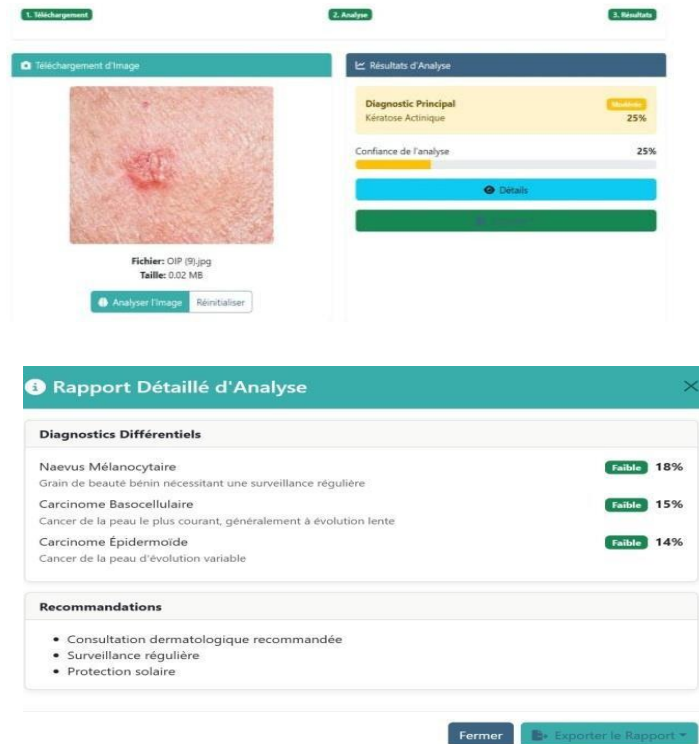 1. Téléchargement
2. Analyse
3. Résultats
Téléchargement d'Image
Fichier: OIP (9).jpg
Taille: 0.02 MB
Analyser l'Image
Réinitialiser
Résultats d'Analyse
Diagnostic Principal
Kératose Actinique
25%
Confiance de l'analyse
25%
Détails
Rapport Détaillé d'Analyse
Diagnostics Différentiels
Naevus Mélanocytaire
Faible 18%
Grain de beauté bénin nécessitant une surveillance régulière
Carcinome Basocellulaire
Faible 15%
Cancer de la peau le plus courant, généralement à évolution lente
Carcinome Épidermoïde
Faible 14%
Cancer de la peau d'évolution variable
Recommandations
Consultation dermatologique recommandée
Surveillance régulière
Protection solaire
Fermer
Exporter le Rapport